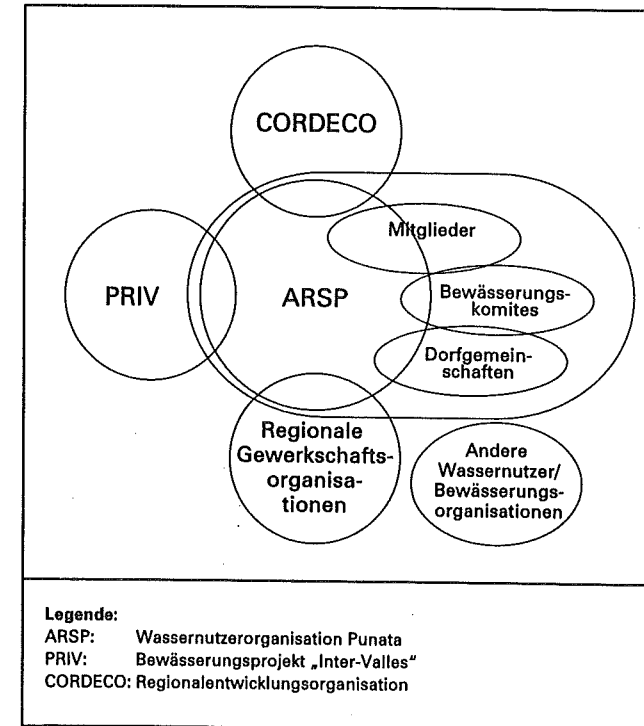 CORDECO
Mitglieder
PRIV
ARSP
Bewässerungs-
komites
Dorfgemein-
schaften
Regionale
Gewerkschafts-
organisa-
tionen
Andere
Wassernutzer/
Bewässerungs-
organisationen
Legende:
ARSP: Wassernutzerorganisation Punata
PRIV: Bewässerungsprojekt „Inter-Valles"
CORDECO: Regionalentwicklungsorganisation